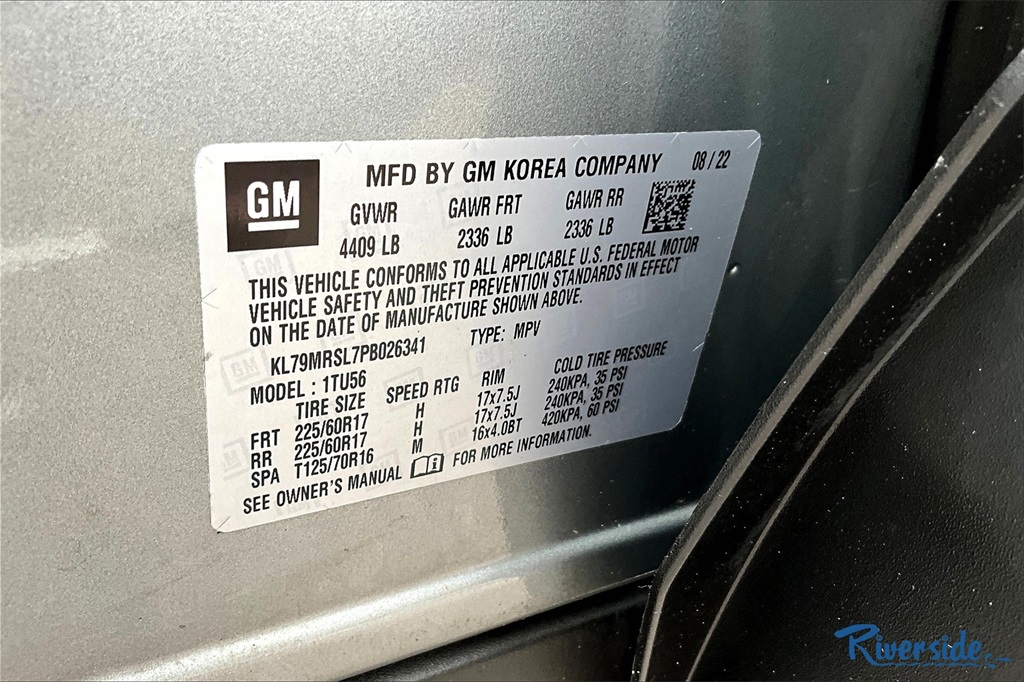 GM
MFD BY GM KOREA COMPANY 08 / 22
GVWR GAWR FRT GAWR RR
4409 LB 2336 LB 2336 LB
THIS VEHICLE CONFORMS TO ALL APPLICABLE U.S. FEDERAL MOTOR
VEHICLE SAFETY AND THEFT PREVENTION STANDARDS IN EFFECT
ON THE DATE OF MANUFACTURE SHOWN ABOVE.
KL79MRSL7PB026341 TYPE: MPV
MODEL : 1TU56
TIRE SIZE SPEED RTG RIM COLD TIRE PRESSURE
FRT 225/60R17 H 17x7.5J 240KPA, 35 PSI
RR 225/60R17 H 17x7.5J 240KPA, 35 PSI
SPA T125/70R16 M 16x4.0BT 420KPA, 60 PSI
SEE OWNER'S MANUAL FOR MORE INFORMATION.
Riverside